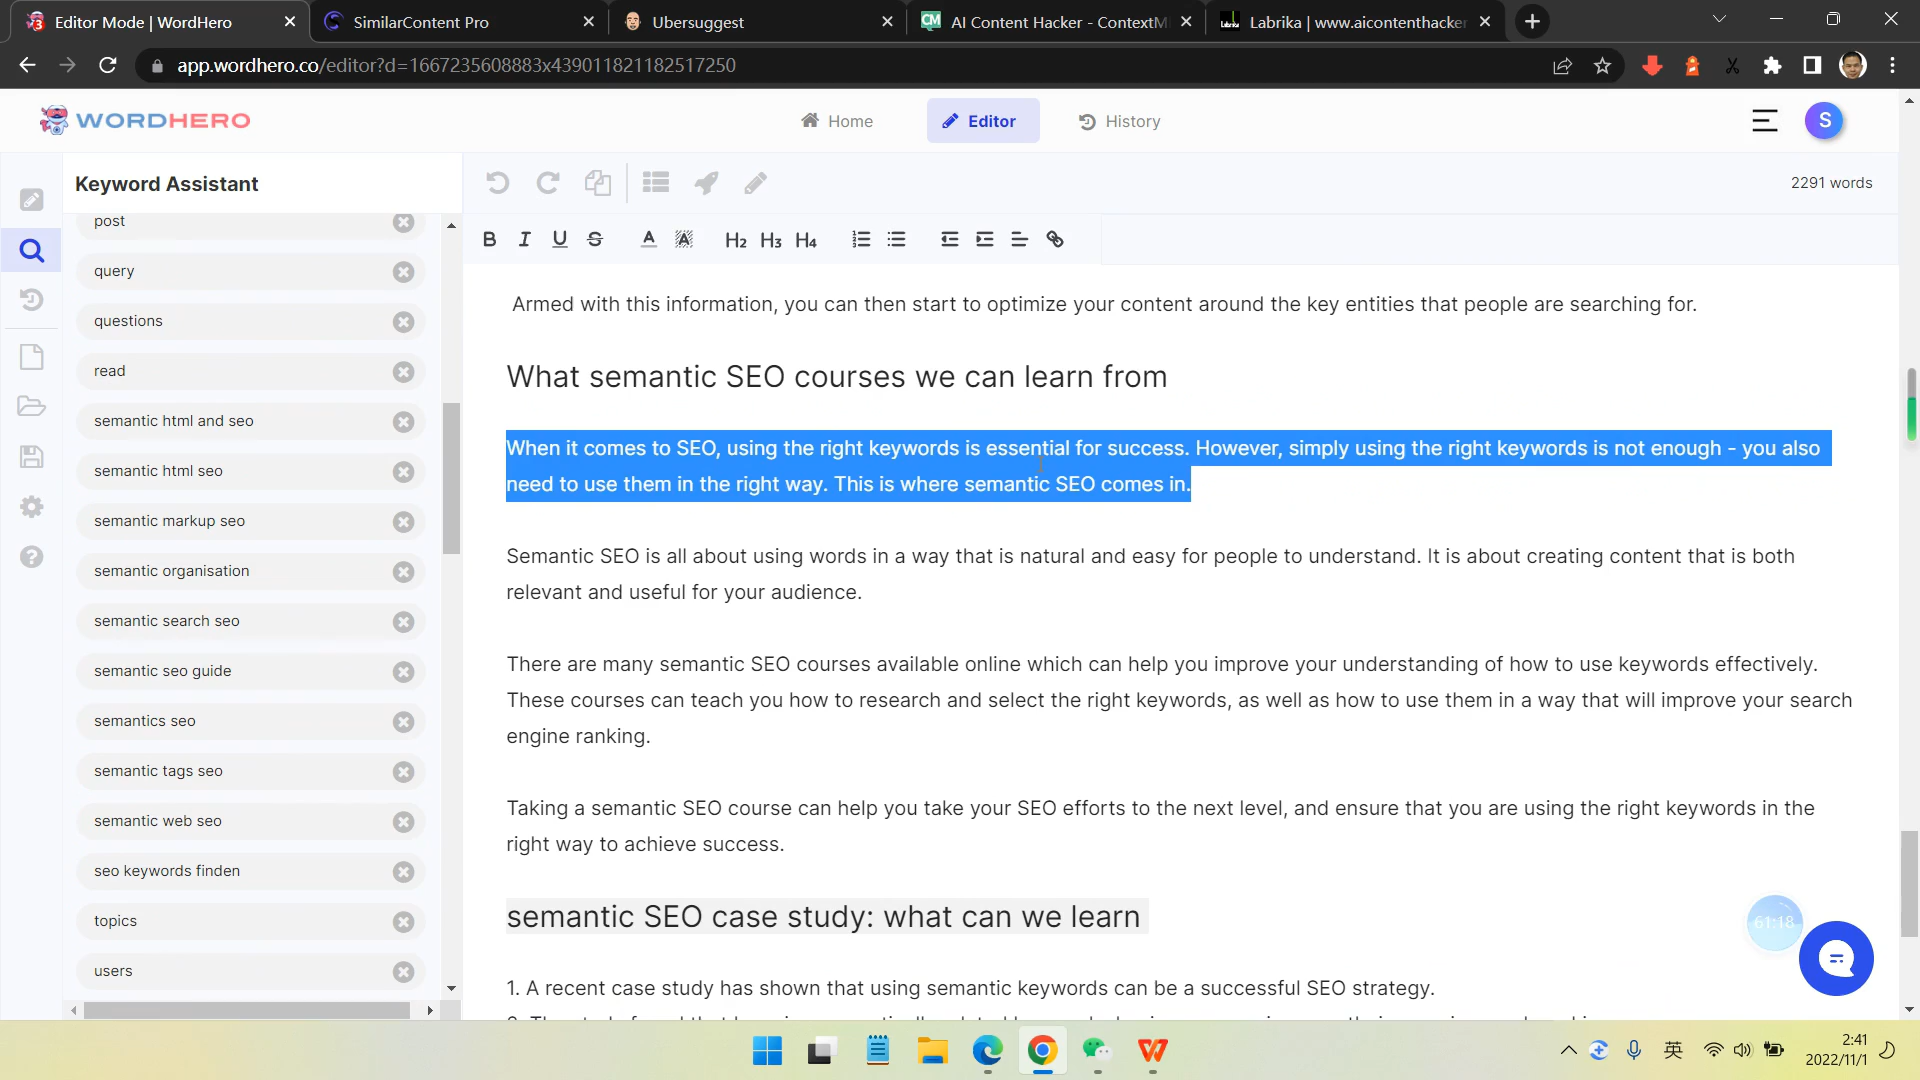 Editor Mode | WordHero
SimilarContent Pro
Ubersuggest
AI Content Hacker - ContextM
Labrika | www.aicontenthacker
app.wordhero.co/editor?d=1667235608883x439011821182517250
WORDHERO
Home
Editor
History
S
Keyword Assistant
2291 words
B I U S A A H2 H3 H4
post
query
questions
read
semantic html and seo
semantic html seo
semantic markup seo
semantic organisation
semantic search seo
semantic seo guide
semantics seo
semantic tags seo
semantic web seo
seo keywords finden
topics
users
Armed with this information, you can then start to optimize your content around the key entities that people are searching for.
What semantic SEO courses we can learn from
When it comes to SEO, using the right keywords is essential for success. However, simply using the right keywords is not enough - you also
need to use them in the right way. This is where semantic SEO comes in.
Semantic SEO is all about using words in a way that is natural and easy for people to understand. It is about creating content that is both
relevant and useful for your audience.
There are many semantic SEO courses available online which can help you improve your understanding of how to use keywords effectively.
These courses can teach you how to research and select the right keywords, as well as how to use them in a way that will improve your search
engine ranking.
Taking a semantic SEO course can help you take your SEO efforts to the next level, and ensure that you are using the right keywords in the
right way to achieve success.
semantic SEO case study: what can we learn
1. A recent case study has shown that using semantic keywords can be a successful SEO strategy.
61:18
英
2:41
2022/11/1